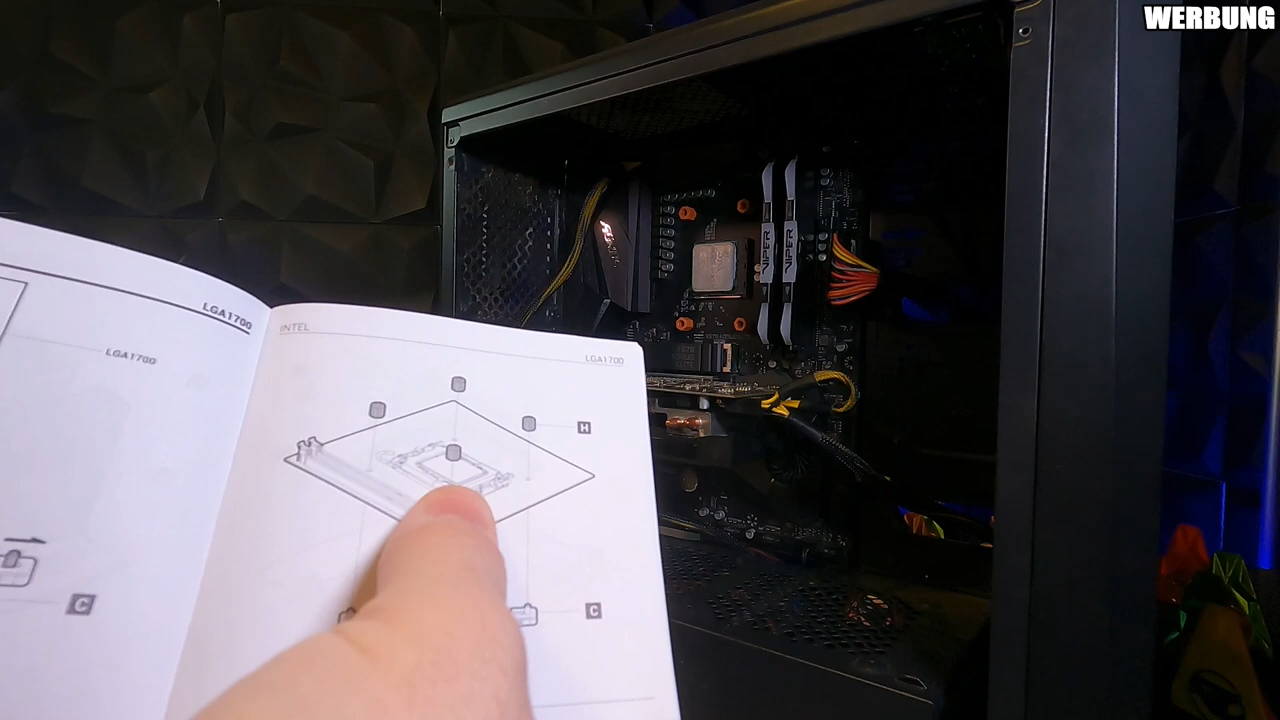 WERBUNG
LGA1700
LGA1700
C
INTEL
LGA1700
H
C
VIPER
VIPER